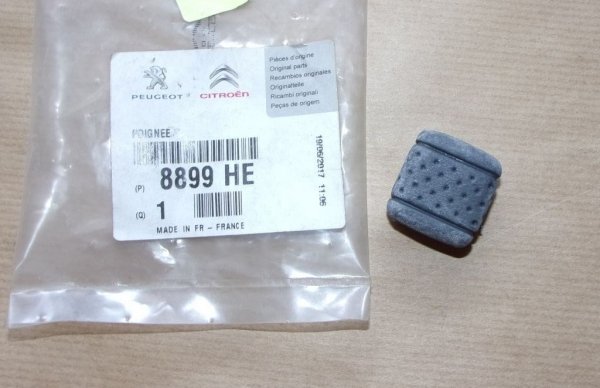 PEUGEOT
CITROËN
Pièces d'origine
Original parts
Recambios originales
Originalteile
Ricambi originali
Peças de origem
POIGNEE
(P) 8899 HE
(Q) 1
MADE IN FR - FRANCE
19/06/2017 11:06